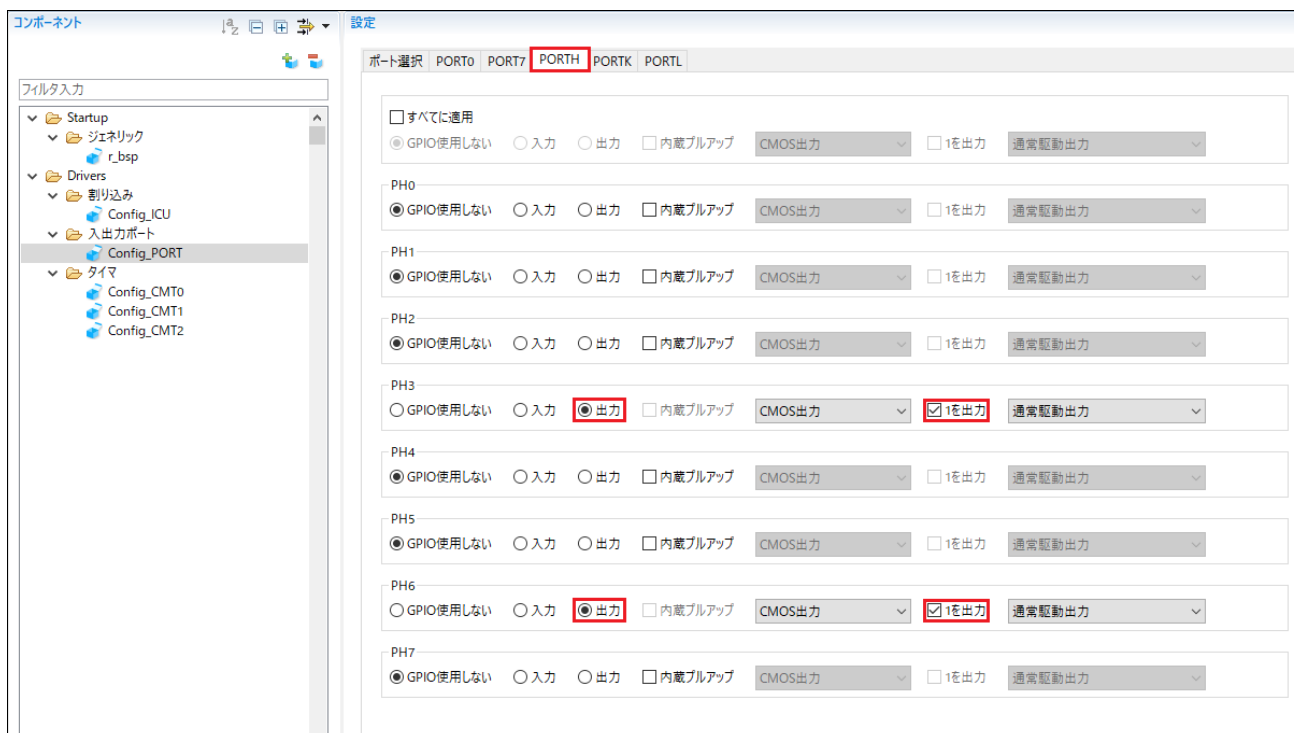 コンポーネント
設定
ポート選択 PORT0 PORT7 PORTH PORTK PORTL
フィルタ入力
Startup
ジェネリック
r_bsp
Drivers
割り込み
Config_ICU
入出力ポート
Config_PORT
タイマ
Config_CMT0
Config_CMT1
Config_CMT2
すべてに適用
GPIO使用しない 入力 出力 内蔵プルアップ CMOS出力 1を出力 通常駆動出力
PH0
GPIO使用しない 入力 出力 内蔵プルアップ CMOS出力 1を出力 通常駆動出力
PH1
GPIO使用しない 入力 出力 内蔵プルアップ CMOS出力 1を出力 通常駆動出力
PH2
GPIO使用しない 入力 出力 内蔵プルアップ CMOS出力 1を出力 通常駆動出力
PH3
GPIO使用しない 入力 出力 内蔵プルアップ CMOS出力 1を出力 通常駆動出力
PH4
GPIO使用しない 入力 出力 内蔵プルアップ CMOS出力 1を出力 通常駆動出力
PH5
GPIO使用しない 入力 出力 内蔵プルアップ CMOS出力 1を出力 通常駆動出力
PH6
GPIO使用しない 入力 出力 内蔵プルアップ CMOS出力 1を出力 通常駆動出力
PH7
GPIO使用しない 入力 出力 内蔵プルアップ CMOS出力 1を出力 通常駆動出力